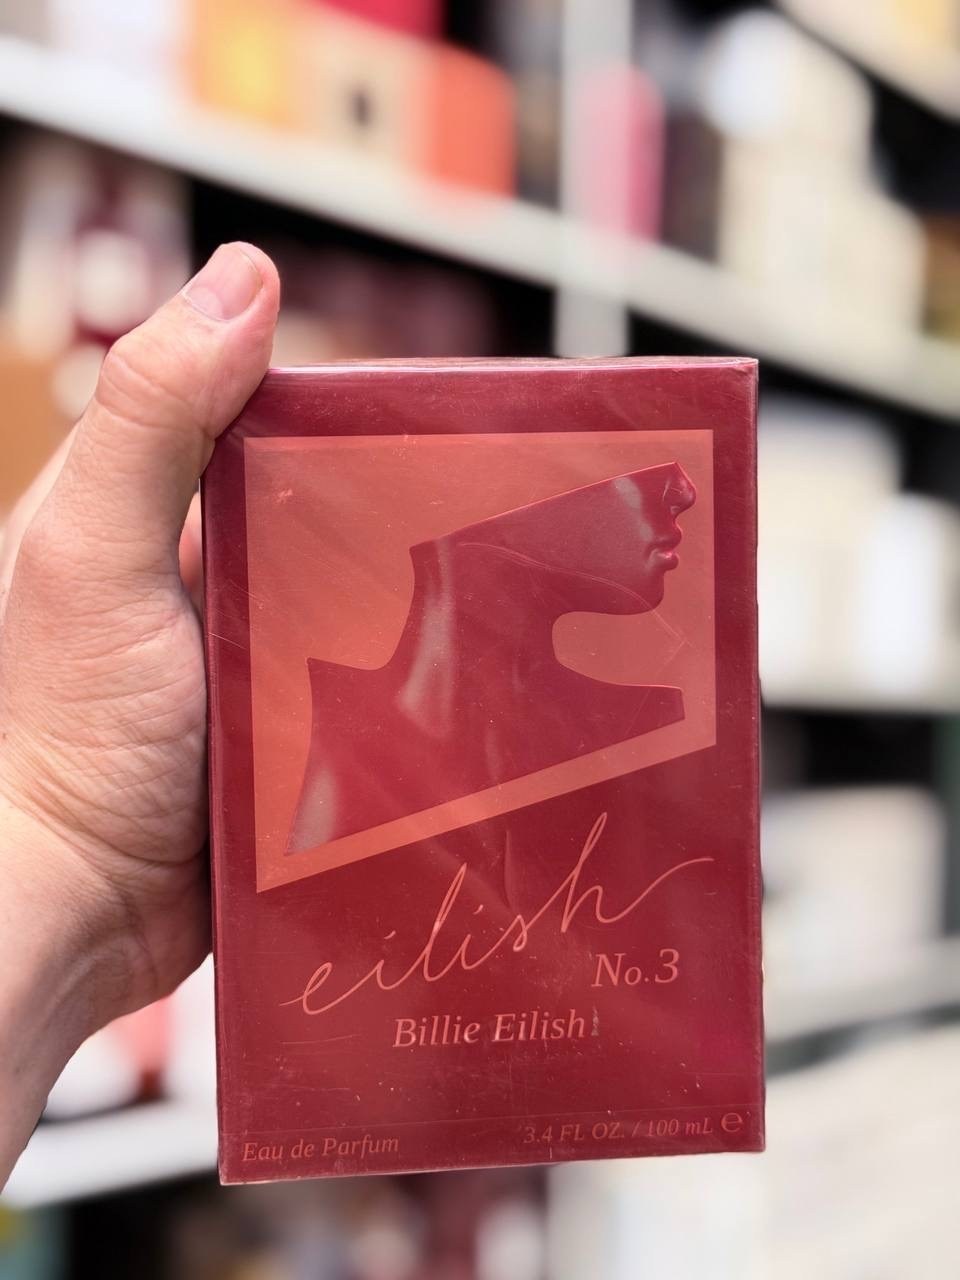 eilish
No.3
Billie Eilish
Eau de Parfum
3.4 FL OZ. / 100 mL ℮